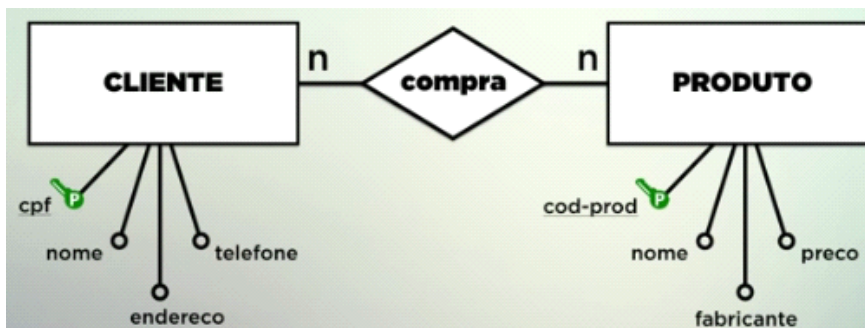 CLIENTE
n
compra
n
PRODUTO
cpf
P
nome
endereco
telefone
cod-prod
P
nome
fabricante
preco